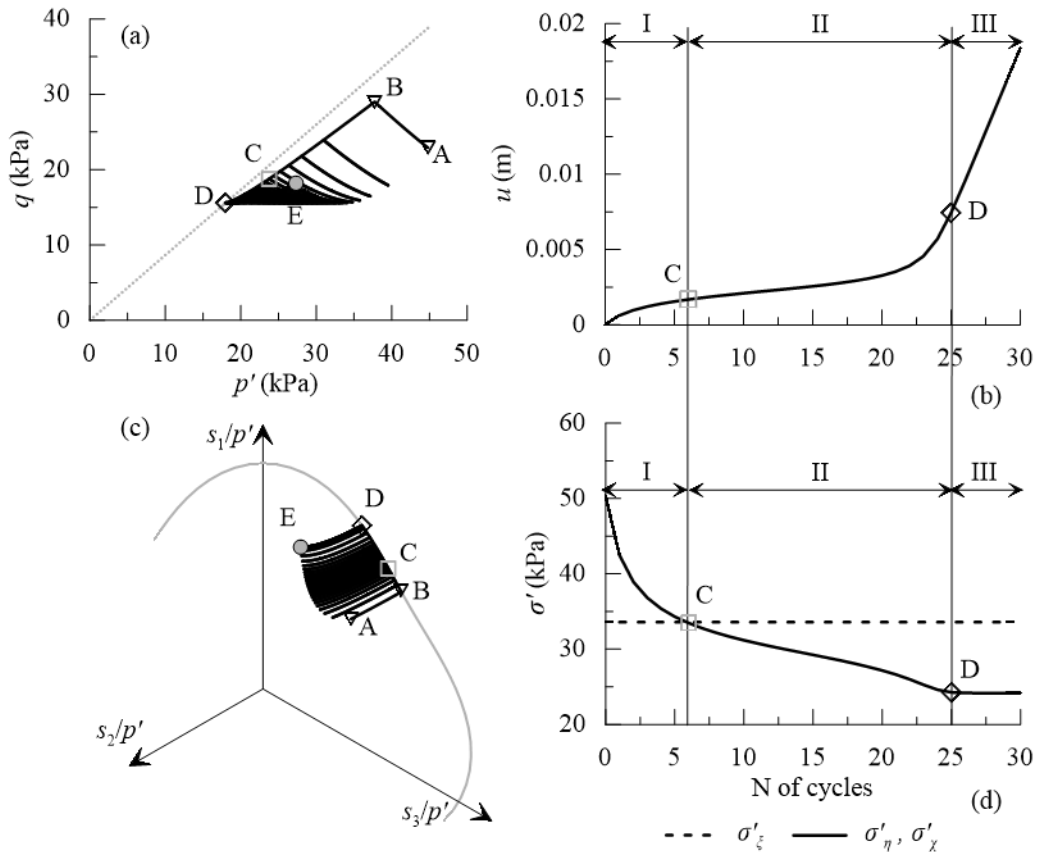 (a)
q (kPa)
40
30
20
10
0
A
B
C
D
E
0 10 20 30 40 50
p′ (kPa)
I II III
u (m)
0.02
0.015
0.01
0.005
0
C
D
0 5 10 15 20 25 30
(b)
(c)
s1/p′
s2/p′
s3/p′
D
E
C
B
A
I II III
σ′ (kPa)
60
50
40
30
20
C
D
0 5 10 15 20 25 30
N of cycles
(d)
σ′ξ σ′η , σ′χ